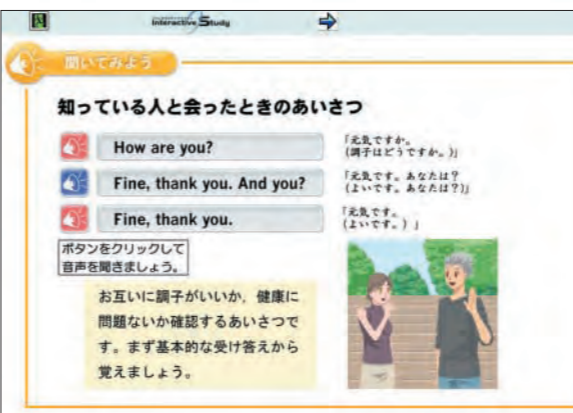 Interactive Study
聞いてみよう
知っている人と会ったときのあいさつ
How are you?
「元気ですか。
(調子はどうですか。)」
Fine, thank you. And you?
「元気です。あなたは?
(よいです。あなたは?)」
Fine, thank you.
「元気です。
(よいです。)」
ボタンをクリックして
音声を聞きましょう。
お互いに調子がいいか，健康に
問題ないか確認するあいさつで
す。まず基本的な受け答えから
覚えましょう。